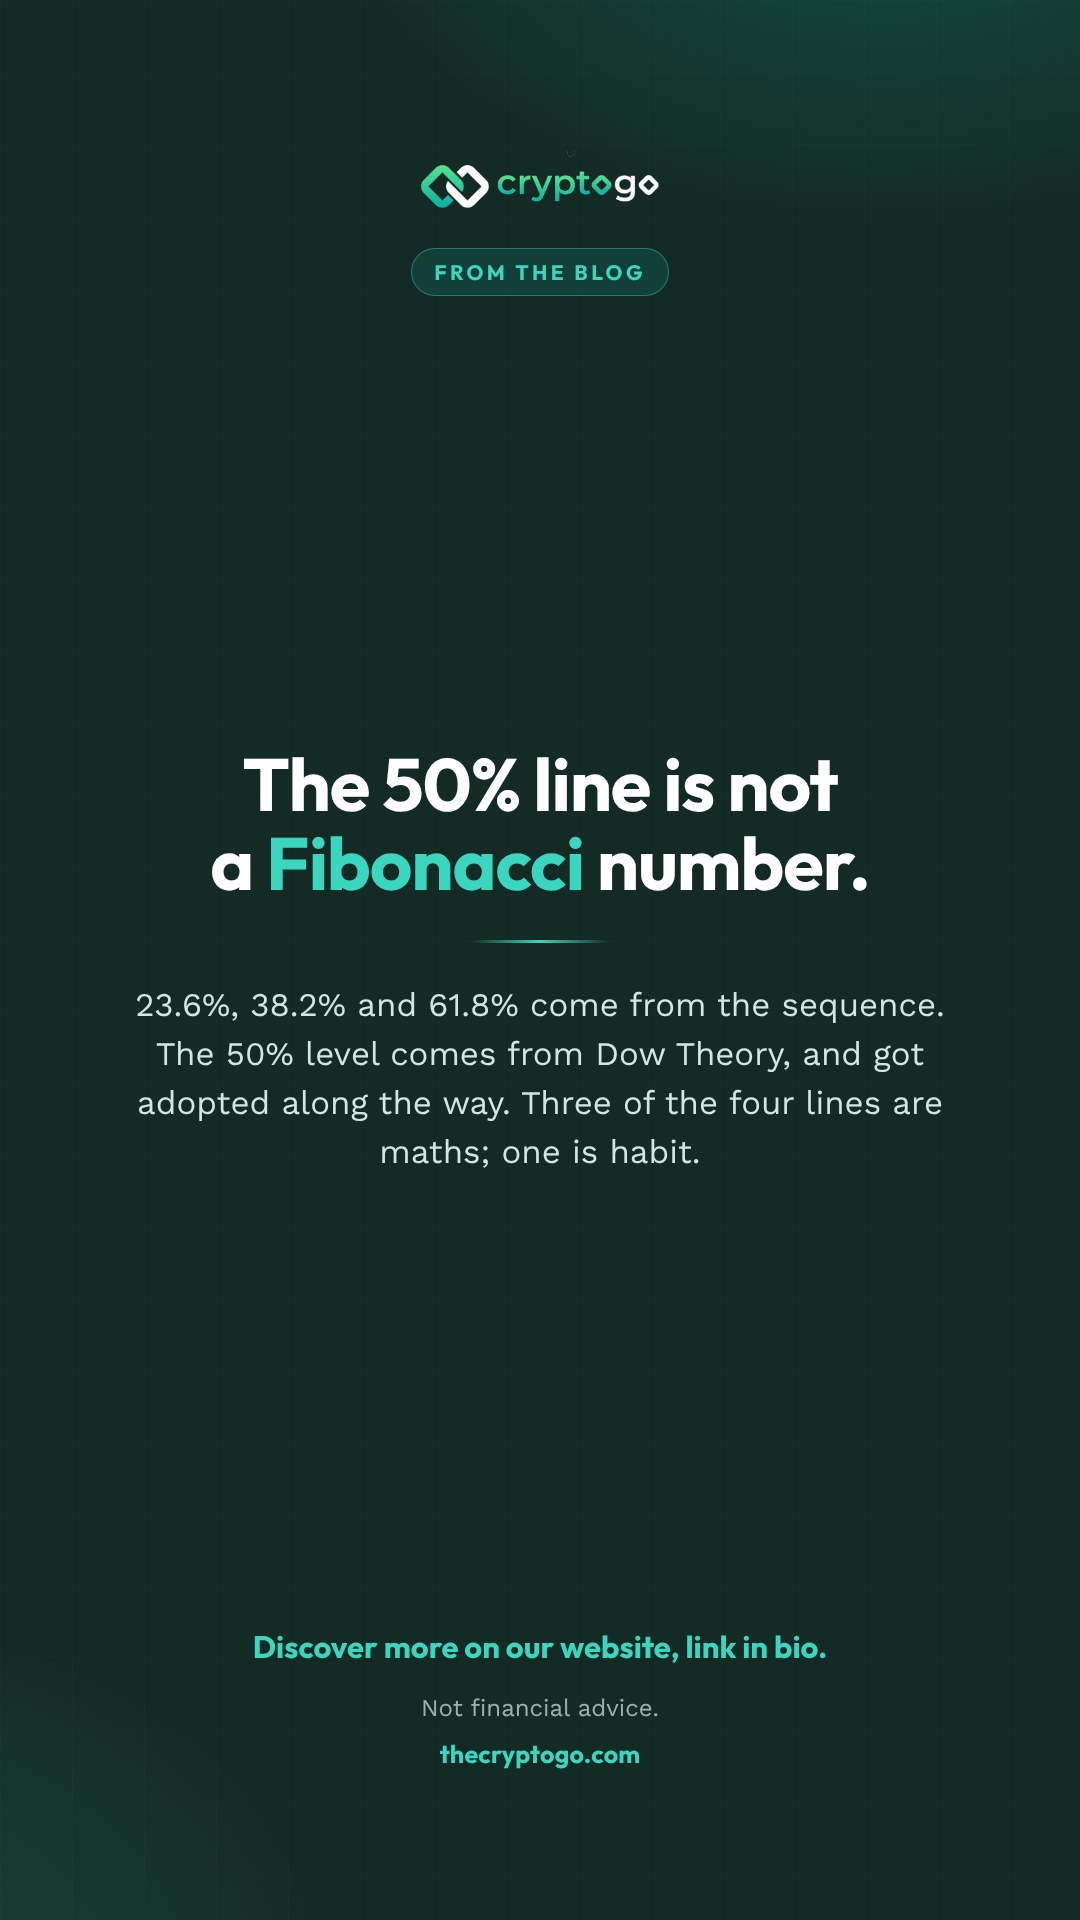 cryptogo
FROM THE BLOG
The 50% line is not
a Fibonacci number.
23.6%, 38.2% and 61.8% come from the sequence.
The 50% level comes from Dow Theory, and got
adopted along the way. Three of the four lines are
maths; one is habit.
Discover more on our website, link in bio.
Not financial advice.
thecryptogo.com